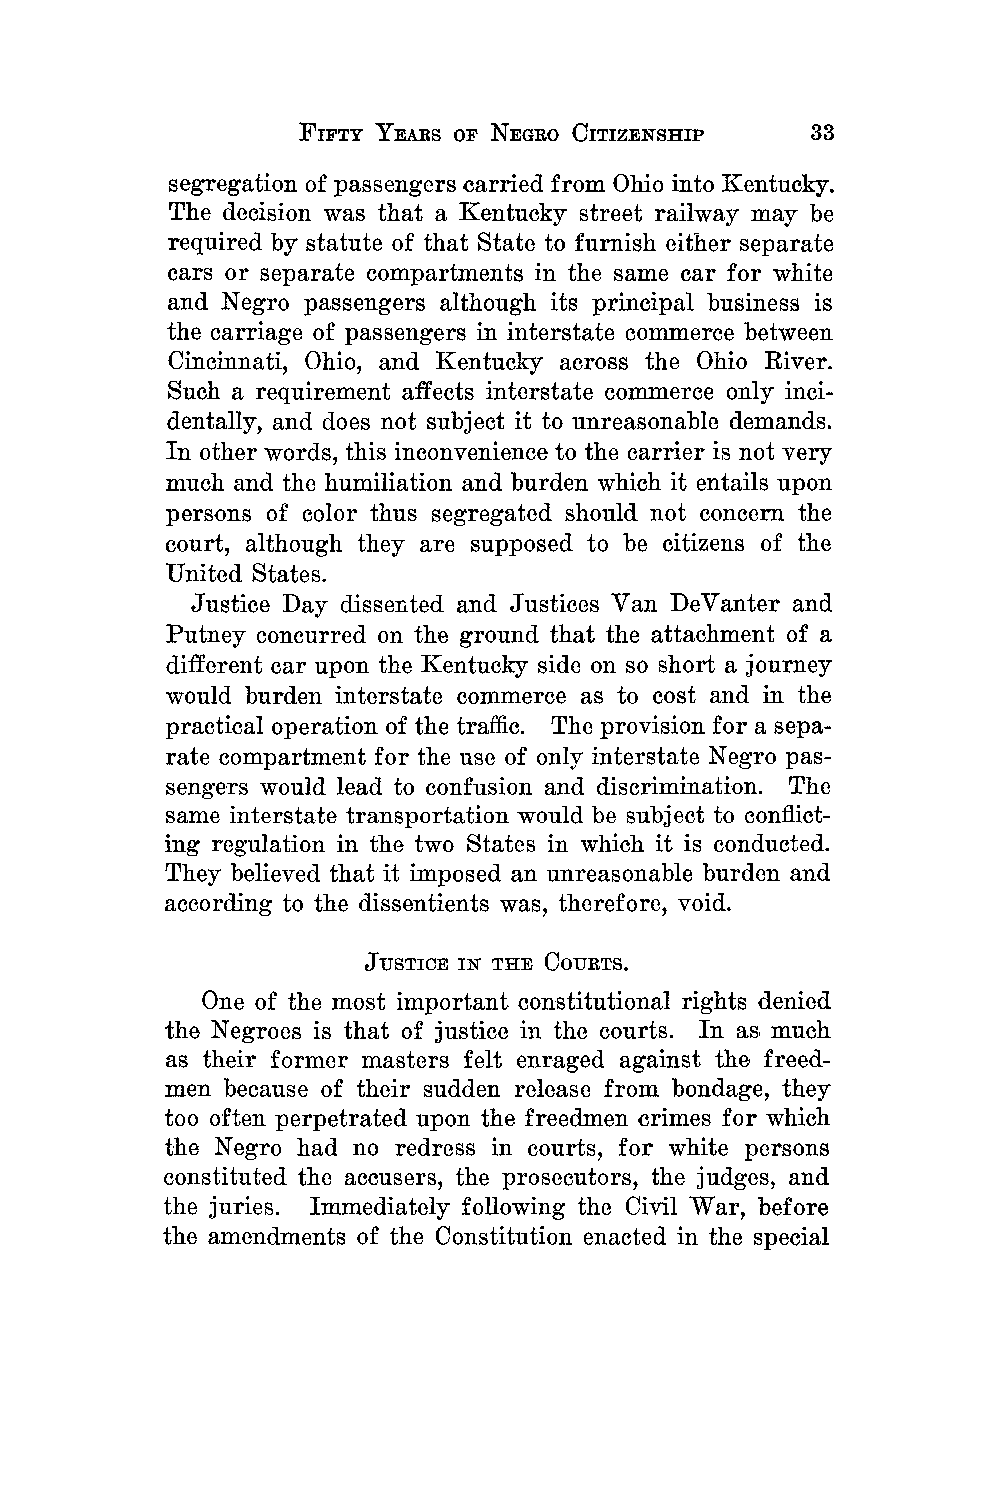 Fifty Years of Negro Citizenship 33
segregation of passengers carried from Ohio into Kentucky.
The decision was that a Kentucky street railway may be
required by statute of that State to furnish either separate
cars or separate compartments in the same car for white
and Negro passengers although its principal business is
the carriage of passengers in interstate commerce between
Cincinnati, Ohio, and Kentucky across the Ohio River.
Such a requirement affects interstate commerce only inci-
dentally, and does not subject it to unreasonable demands.
In other words, this inconvenience to the carrier is not very
much and the humiliation and burden which it entails upon
persons of color thus segregated should not concern the
court, although they are supposed to be citizens of the
United States.
Justice Day dissented and Justices Van DeVanter and
Putney concurred on the ground that the attachment of a
different car upon the Kentucky side on so short a journey
would burden interstate commerce as to cost and in the
practical operation of the traffic. The provision for a sepa-
rate compartment for the use of only interstate Negro pas-
sengers would lead to confusion and discrimination. The
same interstate transportation would be subject to conflict-
ing regulation in the two States in which it is conducted.
They believed that it imposed an unreasonable burden and
according to the dissentients was, therefore, void.
Justice in the Courts.
One of the most important constitutional rights denied
the Negroes is that of justice in the courts. In as much
as their former masters felt enraged against the freed-
men because of their sudden release from bondage, they
too often perpetrated upon the freedmen crimes for which
the Negro had no redress in courts, for white persons
constituted the accusers, the prosecutors, the judges, and
the juries. Immediately following the Civil War, before
the amendments of the Constitution enacted in the special